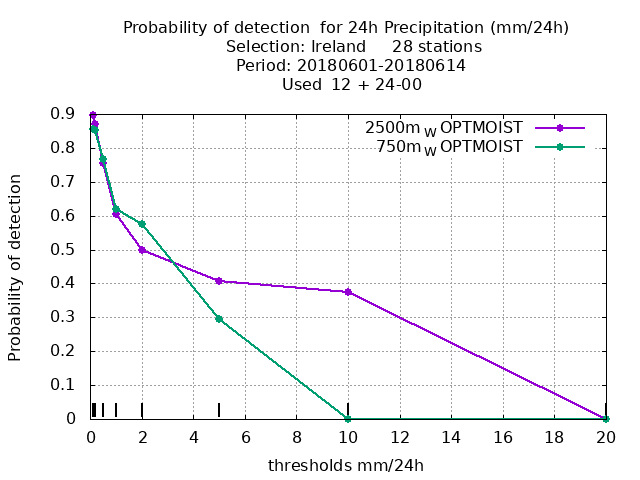 Probability of detection  for 24h Precipitation (mm/24h)
Selection: Ireland     28 stations
Period: 20180601-20180614
Used  12 + 24-00
2500m W OPTMOIST
750m W OPTMOIST
Probability of detection
0.9
0.8
0.7
0.6
0.5
0.4
0.3
0.2
0.1
0
0 2 4 6 8 10 12 14 16 18 20
thresholds mm/24h